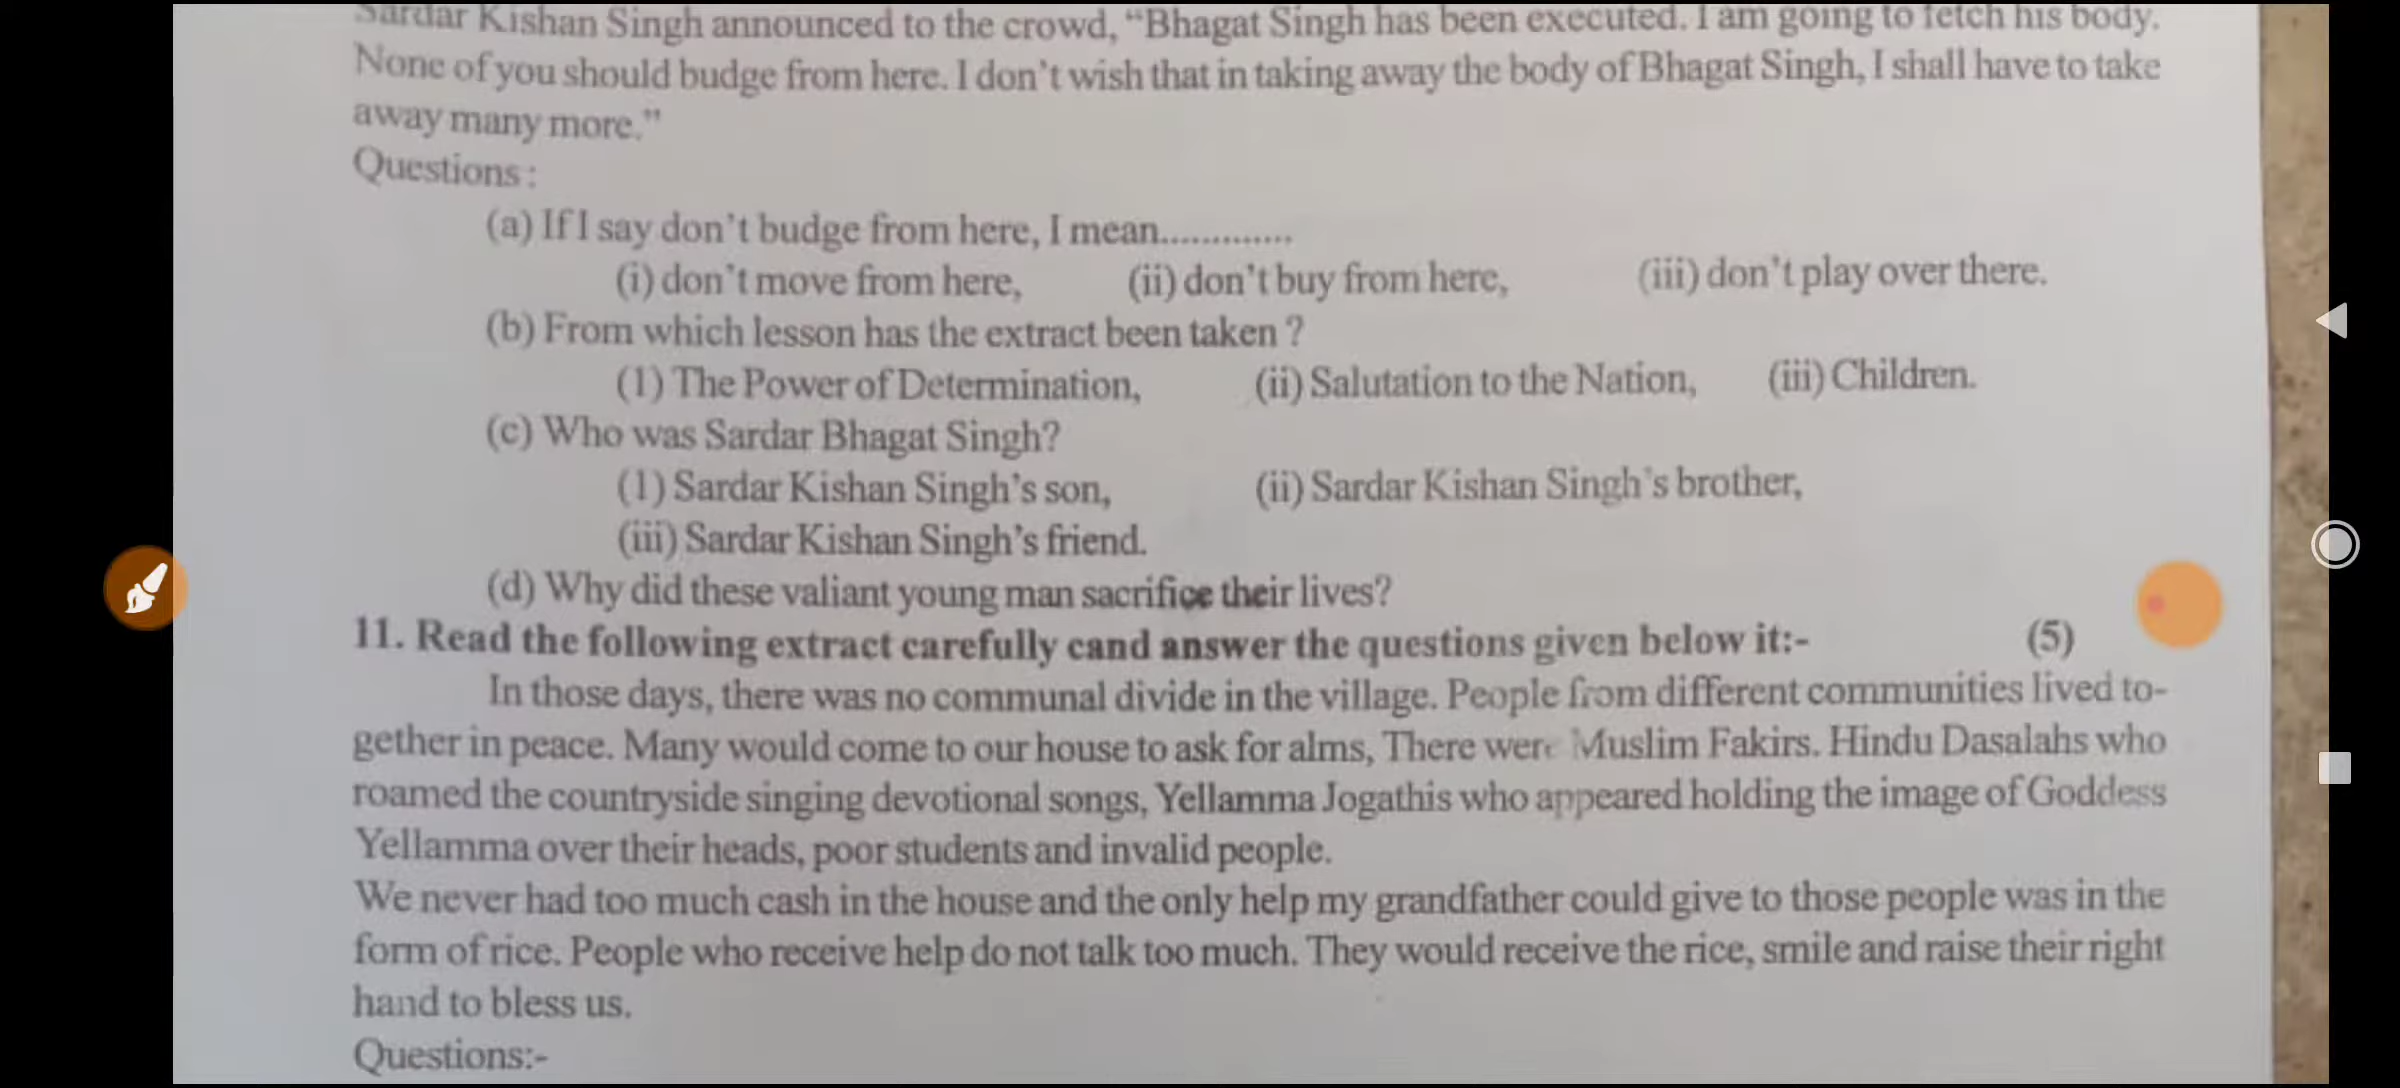 Sardar Kishan Singh announced to the crowd, “Bhagat Singh has been executed. I am going to fetch his body.
None of you should budge from here. I don’t wish that in taking away the body of Bhagat Singh, I shall have to take
away many more.”
Questions :
(a) If I say don’t budge from here, I mean.............
(i) don’t move from here, (ii) don’t buy from here, (iii) don’t play over there.
(b) From which lesson has the extract been taken ?
(1) The Power of Determination, (ii) Salutation to the Nation, (iii) Children.
(c) Who was Sardar Bhagat Singh?
(1) Sardar Kishan Singh’s son, (ii) Sardar Kishan Singh’s brother,
(iii) Sardar Kishan Singh’s friend.
(d) Why did these valiant young man sacrifice their lives?
11. Read the following extract carefully cand answer the questions given below it:- (5)
In those days, there was no communal divide in the village. People from different communities lived to-
gether in peace. Many would come to our house to ask for alms, There were Muslim Fakirs. Hindu Dasalahs who
roamed the countryside singing devotional songs, Yellamma Jogathis who appeared holding the image of Goddess
Yellamma over their heads, poor students and invalid people.
We never had too much cash in the house and the only help my grandfather could give to those people was in the
form of rice. People who receive help do not talk too much. They would receive the rice, smile and raise their right
hand to bless us.
Questions:-